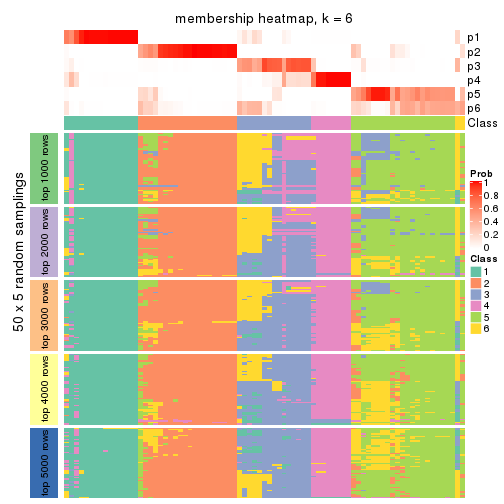 membership heatmap, k = 6
p1
p2
p3
p4
p5
p6
Class
50 x 5 random samplings
top 1000 rows
top 2000 rows
top 3000 rows
top 4000 rows
top 5000 rows
Prob
1
0.8
0.6
0.4
0.2
0
Class
1
2
3
4
5
6